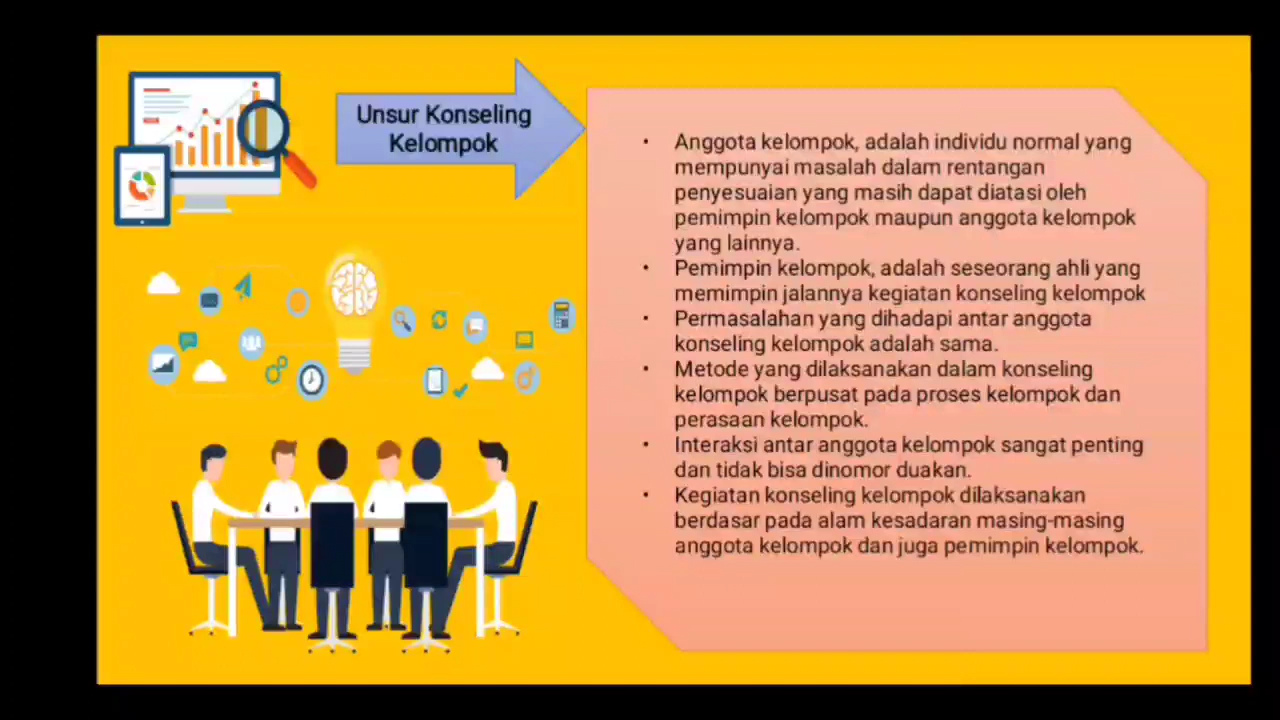 Unsur Konseling
Kelompok
• Anggota kelompok, adalah individu normal yang
mempunyai masalah dalam rentangan
penyesuaian yang masih dapat diatasi oleh
pemimpin kelompok maupun anggota kelompok
yang lainnya.
• Pemimpin kelompok, adalah seseorang ahli yang
memimpin jalannya kegiatan konseling kelompok
• Permasalahan yang dihadapi antar anggota
konseling kelompok adalah sama.
• Metode yang dilaksanakan dalam konseling
kelompok berpusat pada proses kelompok dan
perasaan kelompok.
• Interaksi antar anggota kelompok sangat penting
dan tidak bisa dinomor duakan.
• Kegiatan konseling kelompok dilaksanakan
berdasar pada alam kesadaran masing-masing
anggota kelompok dan juga pemimpin kelompok.